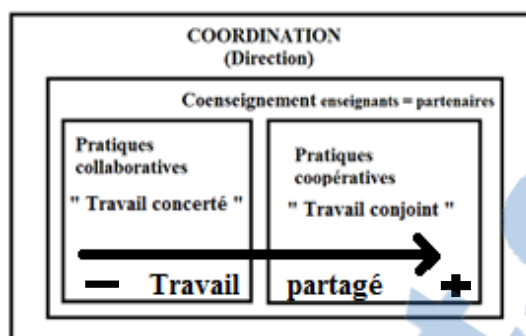 COORDINATION
(Direction)
Coenseignement enseignants = partenaires
Pratiques
collaboratives
" Travail concerté "
Pratiques
coopératives
" Travail conjoint "
− Travail partagé +